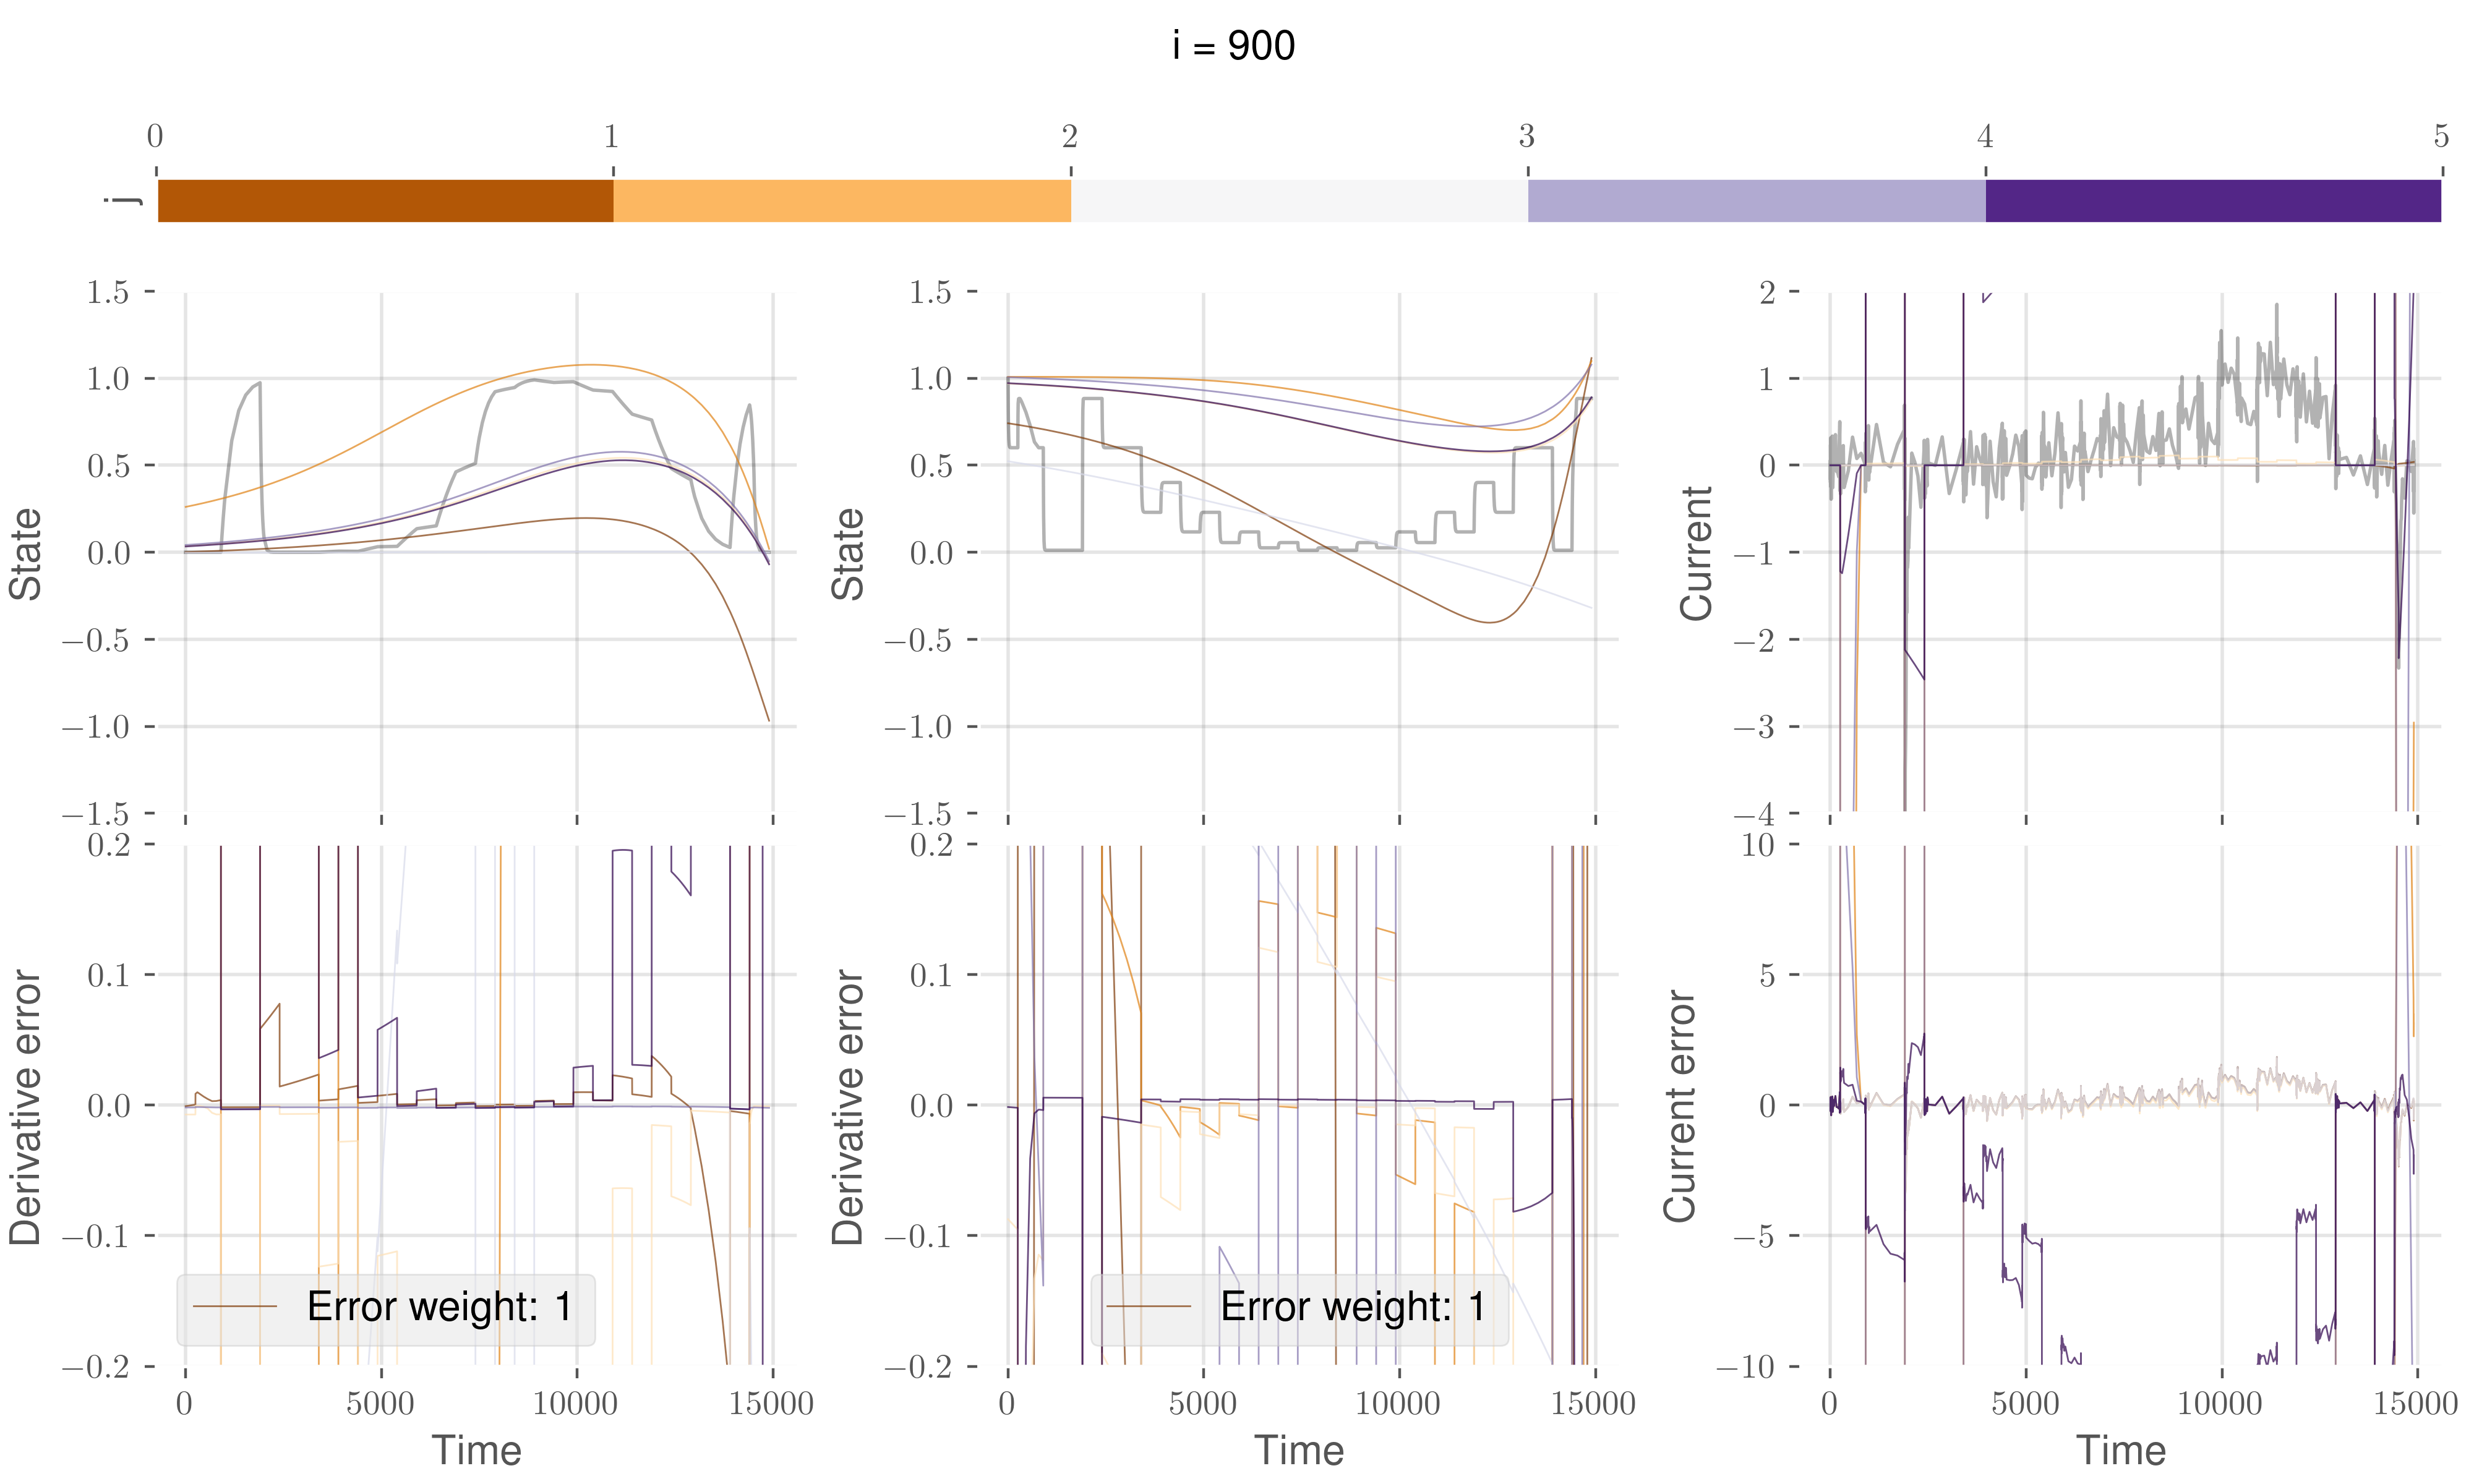 i = 900
0 1 2 3 4 5
j
1.5 1.5 2
1.0 1.0 1
0.5 0.5 0
0.0 0.0 −1
−0.5 −0.5 −2
−1.0 −1.0 −3
−1.5 −1.5 −4
State State Current
0.2 0.2 10
0.1 0.1 5
0.0 0.0 0
−0.1 −0.1 −5
−0.2 −0.2 −10
Derivative error Derivative error Current error
Error weight: 1 Error weight: 1
0 5000 10000 15000 0 5000 10000 15000 0 5000 10000 15000
Time Time Time